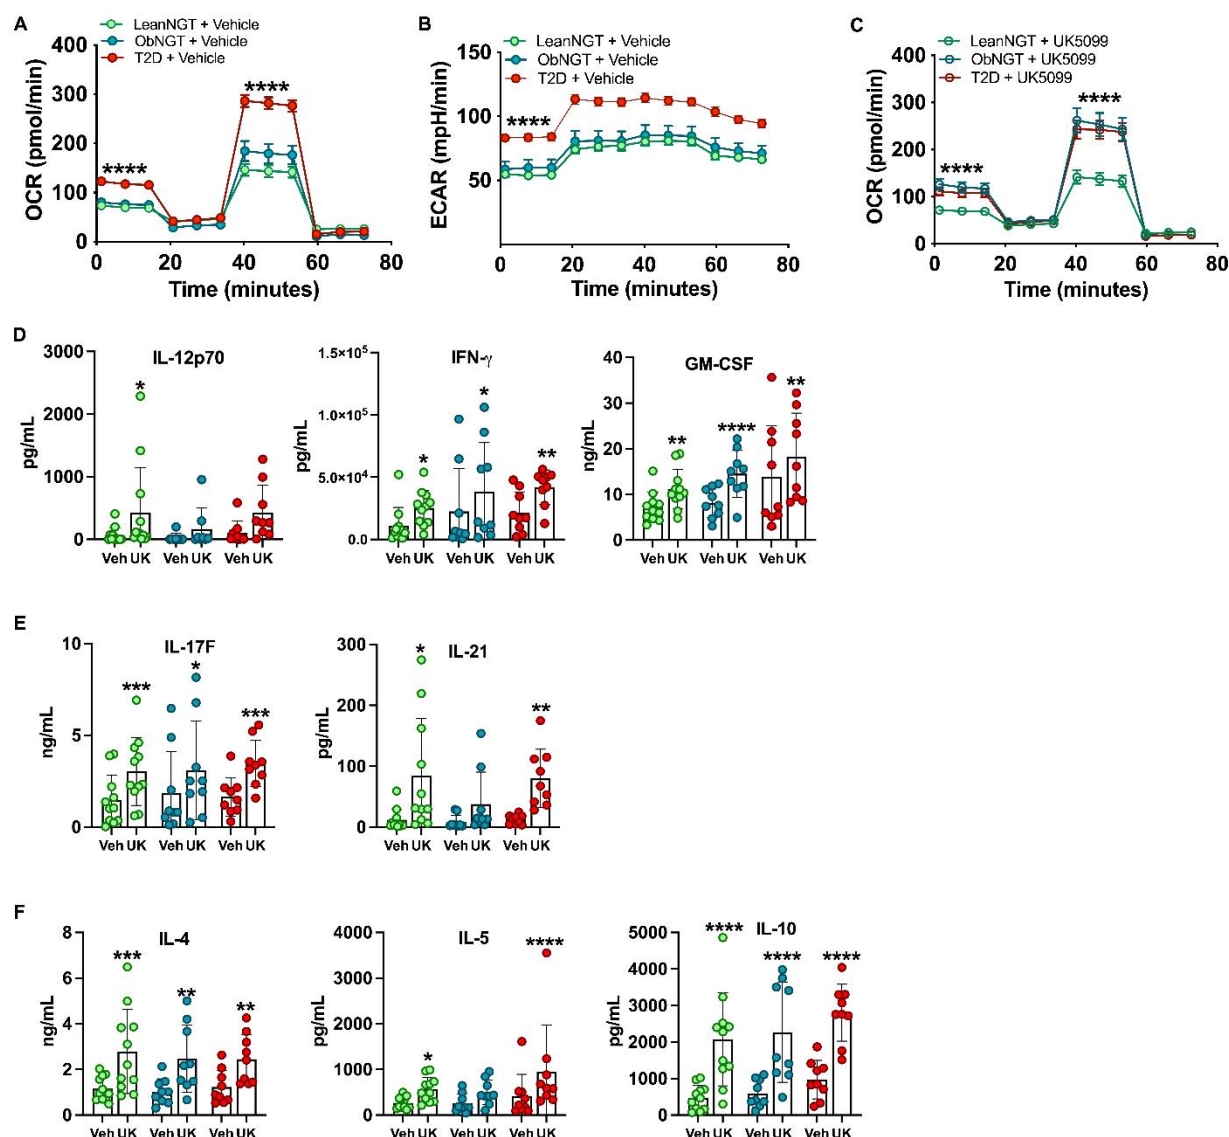 A
LeanNGT + Vehicle
ObNGT + Vehicle
T2D + Vehicle
OCR (pmol/min)
400
300
200
100
0
****
****
0 20 40 60 80
Time (minutes)
B
LeanNGT + Vehicle
ObNGT + Vehicle
T2D + Vehicle
ECAR (mpH/min)
150
100
50
****
0 20 40 60 80
Time (minutes)
C
LeanNGT + UK5099
ObNGT + UK5099
T2D + UK5099
OCR (pmol/min)
400
300
200
100
0
****
****
0 20 40 60 80
Time (minutes)
D
IL-12p70
pg/mL
3000
2000
1000
0
*
Veh UK Veh UK Veh UK
IFN-γ
pg/mL
1.5×10⁵
1.0×10⁵
5.0×10⁴
0.0
* * **
Veh UK Veh UK Veh UK
GM-CSF
ng/mL
40
30
20
10
0
** **** **
Veh UK Veh UK Veh UK
E
IL-17F
ng/mL
10
5
0
*** * ***
Veh UK Veh UK Veh UK
IL-21
pg/mL
300
200
100
0
* **
Veh UK Veh UK Veh UK
F
IL-4
ng/mL
8
6
4
2
0
*** ** **
Veh UK Veh UK Veh UK
IL-5
pg/mL
4000
3000
2000
1000
0
* ****
Veh UK Veh UK Veh UK
IL-10
pg/mL
5000
4000
3000
2000
1000
0
**** **** ****
Veh UK Veh UK Veh UK